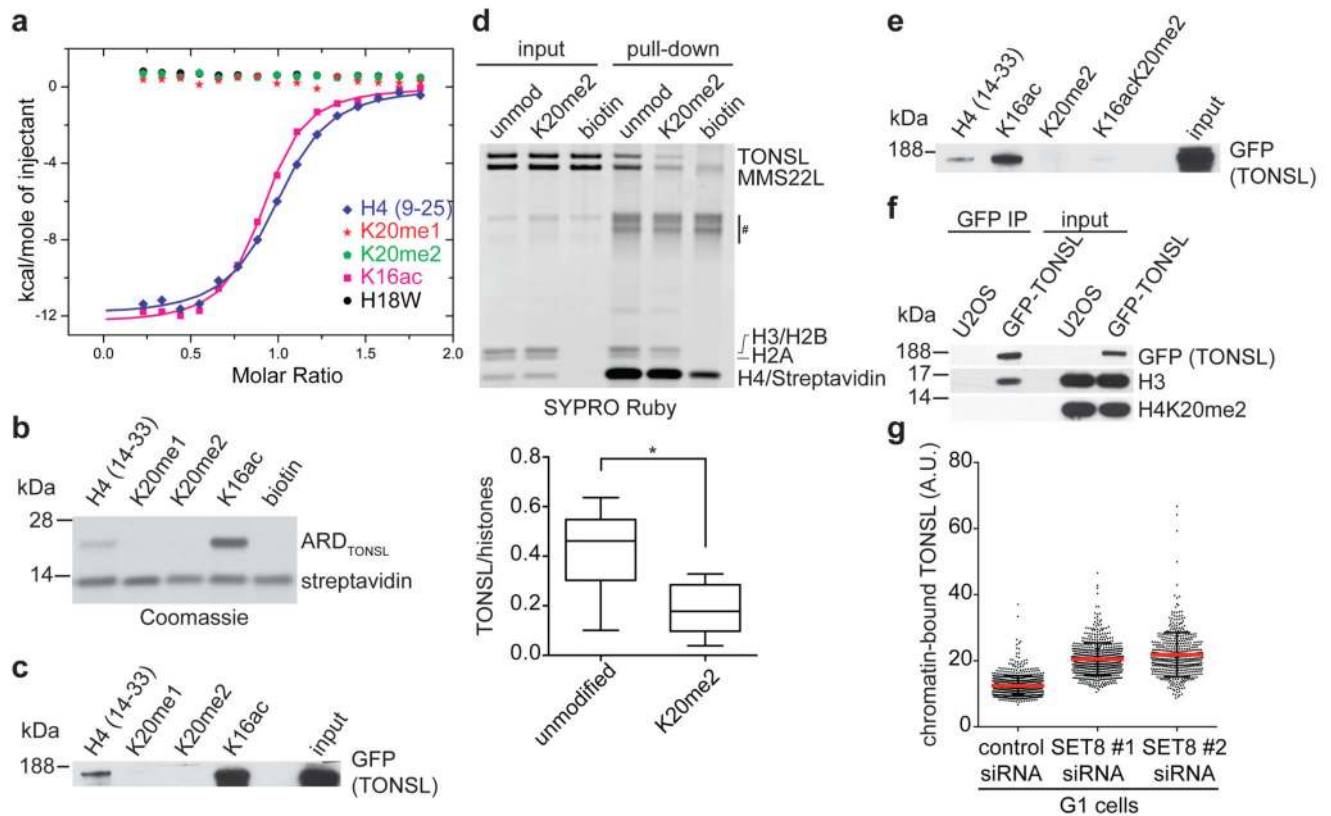 a
kcal/mole of injectant
0
-4
-8
-12
0.0 0.5 1.0 1.5 2.0
Molar Ratio
H4 (9-25)
K20me1
K20me2
K16ac
H18W
b
kDa
H4 (14-33)
K20me1
K20me2
K16ac
biotin
28
14
ARDTONSL
streptavidin
Coomassie
c
kDa
H4 (14-33)
K20me1
K20me2
K16ac
input
188
GFP
(TONSL)
d
input pull-down
unmod
K20me2
biotin
unmod
K20me2
biotin
TONSL
MMS22L
#
H3/H2B
H2A
H4/Streptavidin
SYPRO Ruby
TONSL/histones
0.8
0.6
0.4
0.2
0.0
*
unmodified
K20me2
e
kDa
H4 (14-33)
K16ac
K20me2
K16acK20me2
input
188
GFP
(TONSL)
f
GFP IP input
kDa
U2OS
GFP-TONSL
U2OS
GFP-TONSL
188
17
14
GFP (TONSL)
H3
H4K20me2
g
chromatin-bound TONSL (A.U.)
80
60
40
20
0
control SET8 #1 SET8 #2
siRNA siRNA siRNA
G1 cells